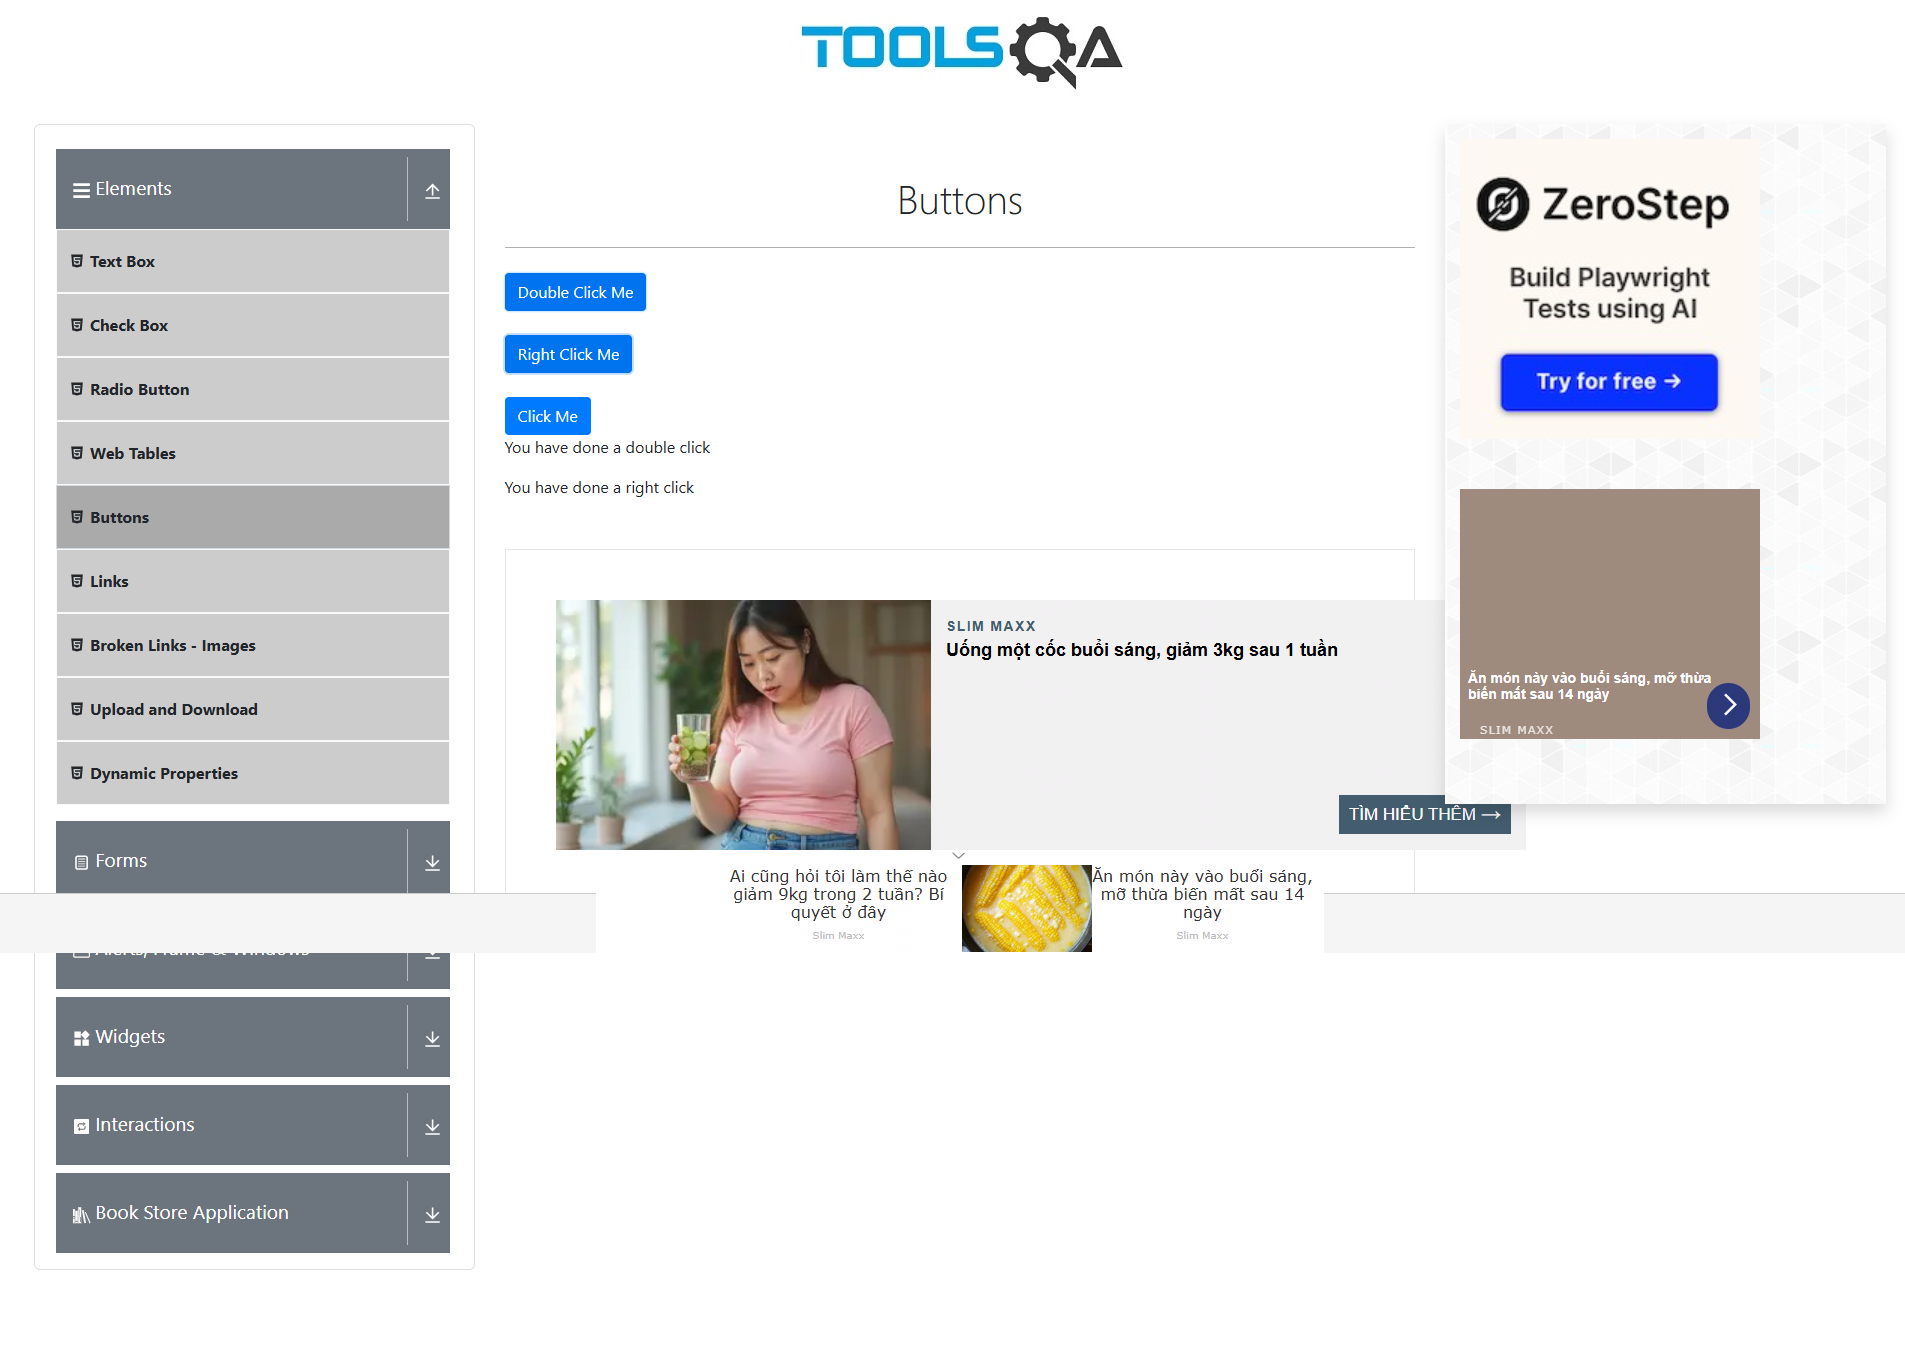 TOOLSQA
Elements
Text Box
Check Box
Radio Button
Web Tables
Buttons
Links
Broken Links - Images
Upload and Download
Dynamic Properties
Forms
Alerts, Frame & Windows
Widgets
Interactions
Book Store Application
Buttons
Double Click Me
Right Click Me
Click Me
You have done a double click
You have done a right click
SLIM MAXX
Uống một cốc buổi sáng, giảm 3kg sau 1 tuần
TÌM HIỂU THÊM →
Ai cũng hỏi tôi làm thế nào
giảm 9kg trong 2 tuần? Bí
quyết ở đây
Slim Maxx
Ăn món này vào buổi sáng,
mỡ thừa biến mất sau 14
ngày
Slim Maxx
ZeroStep
Build Playwright
Tests using AI
Try for free →
Ăn món này vào buổi sáng, mỡ thừa
biến mất sau 14 ngày
SLIM MAXX